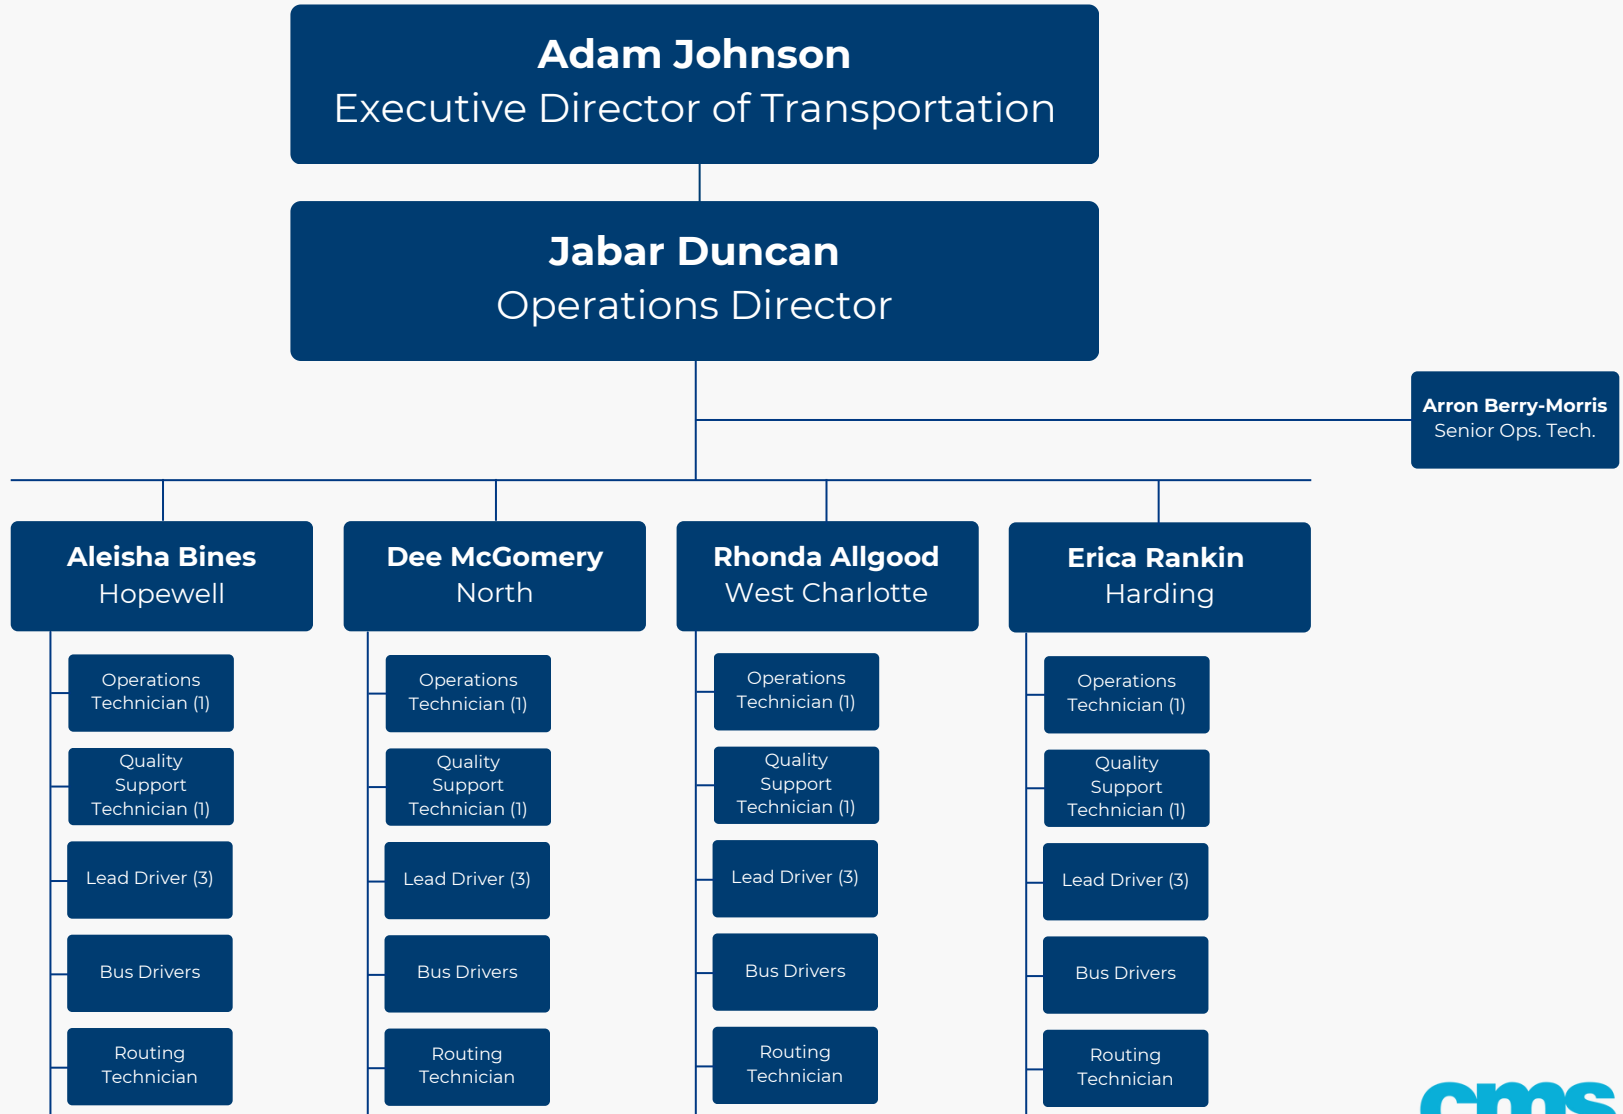 Adam Johnson
Executive Director of Transportation
Jabar Duncan
Operations Director
Arron Berry-Morris
Senior Ops. Tech.
Aleisha Bines
Hopewell
Operations
Technician (1)
Quality
Support
Technician (1)
Lead Driver (3)
Bus Drivers
Routing
Technician
Dee McGomery
North
Operations
Technician (1)
Quality
Support
Technician (1)
Lead Driver (3)
Bus Drivers
Routing
Technician
Rhonda Allgood
West Charlotte
Operations
Technician (1)
Quality
Support
Technician (1)
Lead Driver (3)
Bus Drivers
Routing
Technician
Erica Rankin
Harding
Operations
Technician (1)
Quality
Support
Technician (1)
Lead Driver (3)
Bus Drivers
Routing
Technician
cms